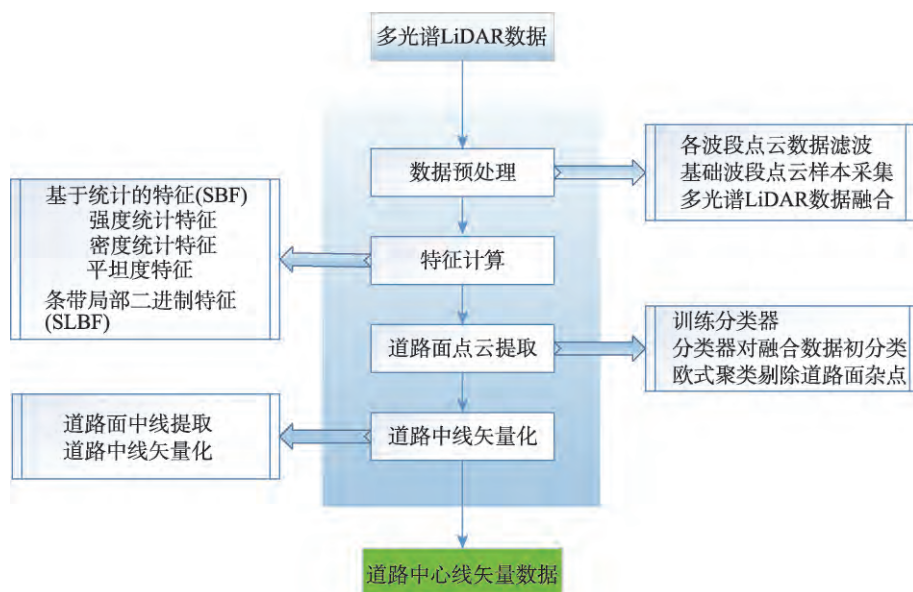 多光谱LiDAR数据
数据预处理
各波段点云数据滤波
基础波段点云样本采集
多光谱LiDAR数据融合
基于统计的特征(SBF)
强度统计特征
密度统计特征
平坦度特征
条带局部二进制特征
(SLBF)
特征计算
道路面点云提取
训练分类器
分类器对融合数据初分类
欧式聚类剔除道路面杂点
道路面中线提取
道路中线矢量化
道路中线矢量化
道路中心线矢量数据